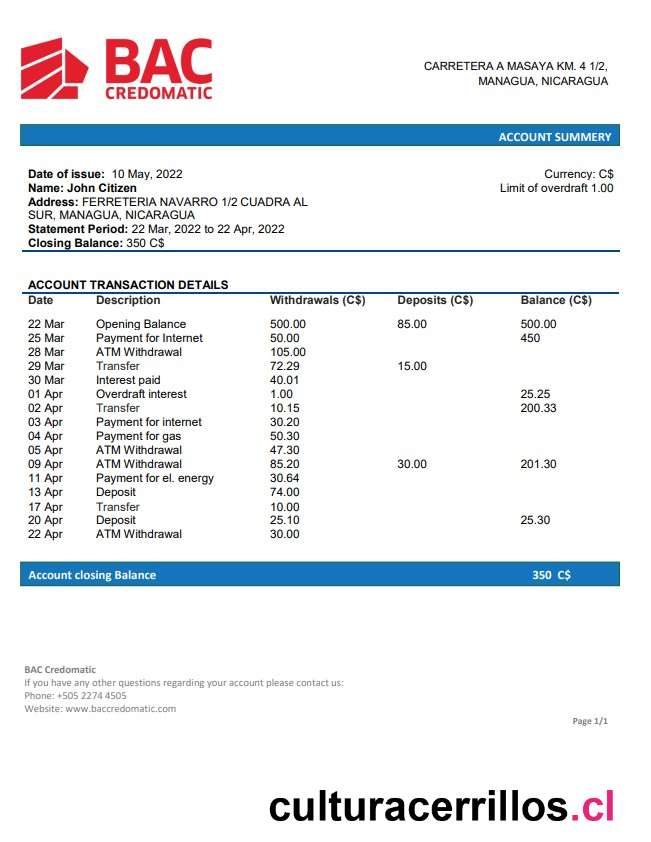 BAC
CREDOMATIC
CARRETERA A MASAYA KM. 4 1/2,
MANAGUA, NICARAGUA
ACCOUNT SUMMERY
Date of issue: 10 May, 2022
Currency: C$
Name: John Citizen
Limit of overdraft 1.00
Address: FERRETERIA NAVARRO 1/2 CUADRA AL
SUR, MANAGUA, NICARAGUA
Statement Period: 22 Mar, 2022 to 22 Apr, 2022
Closing Balance: 350 C$
ACCOUNT TRANSACTION DETAILS
Date Description Withdrawals (C$) Deposits (C$) Balance (C$)
22 Mar Opening Balance 500.00 85.00 500.00
25 Mar Payment for Internet 50.00 450
28 Mar ATM Withdrawal 105.00
29 Mar Transfer 72.29 15.00
30 Mar Interest paid 40.01
01 Apr Overdraft interest 1.00 25.25
02 Apr Transfer 10.15 200.33
03 Apr Payment for internet 30.20
04 Apr Payment for gas 50.30
05 Apr ATM Withdrawal 47.30
09 Apr ATM Withdrawal 85.20 30.00 201.30
11 Apr Payment for el. energy 30.64
13 Apr Deposit 74.00
17 Apr Transfer 10.00
20 Apr Deposit 25.10 25.30
22 Apr ATM Withdrawal 30.00
Account closing Balance 350 C$
BAC Credomatic
If you have any other questions regarding your account please contact us:
Phone: +505 2274 4505
Website: www.baccredomatic.com
Page 1/1
culturacerrillos.cl